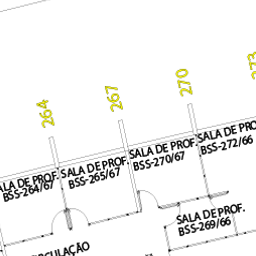 264
267
270
SALA DE PROF.
BSS-264/67
SALA DE PROF.
BSS-265/67
SALA DE PROF.
BSS-270/67
SALA DE PROF.
BSS-272/66
SALA DE PROF.
BSS-269/66